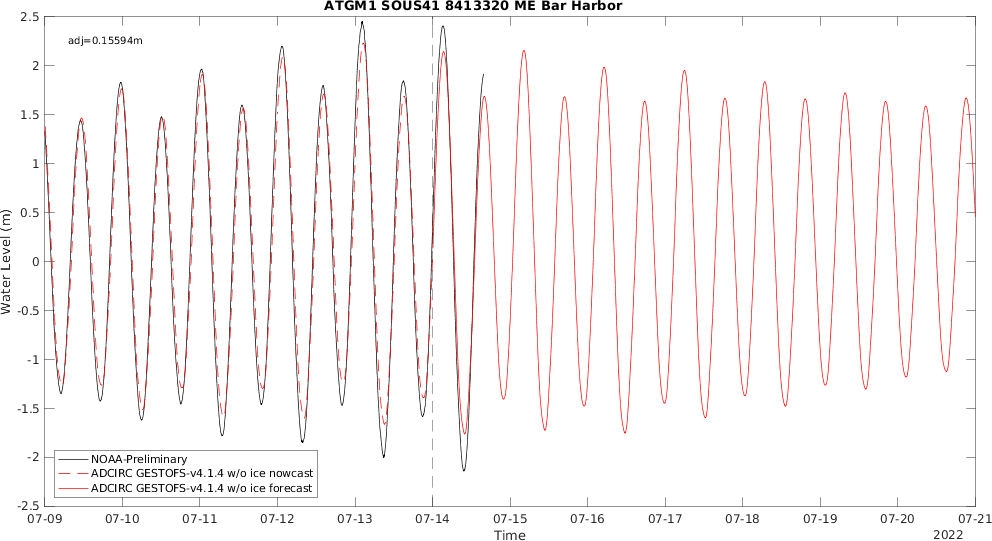 ATGM1 SOUS41 8413320 ME Bar Harbor
adj=0.15594m
Water Level (m)
2.5
2
1.5
1
0.5
0
-0.5
-1
-1.5
-2
-2.5
NOAA-Preliminary
ADCIRC GESTOFS-v4.1.4 w/o ice nowcast
ADCIRC GESTOFS-v4.1.4 w/o ice forecast
07-09 07-10 07-11 07-12 07-13 07-14 07-15 07-16 07-17 07-18 07-19 07-20 07-21
Time
2022